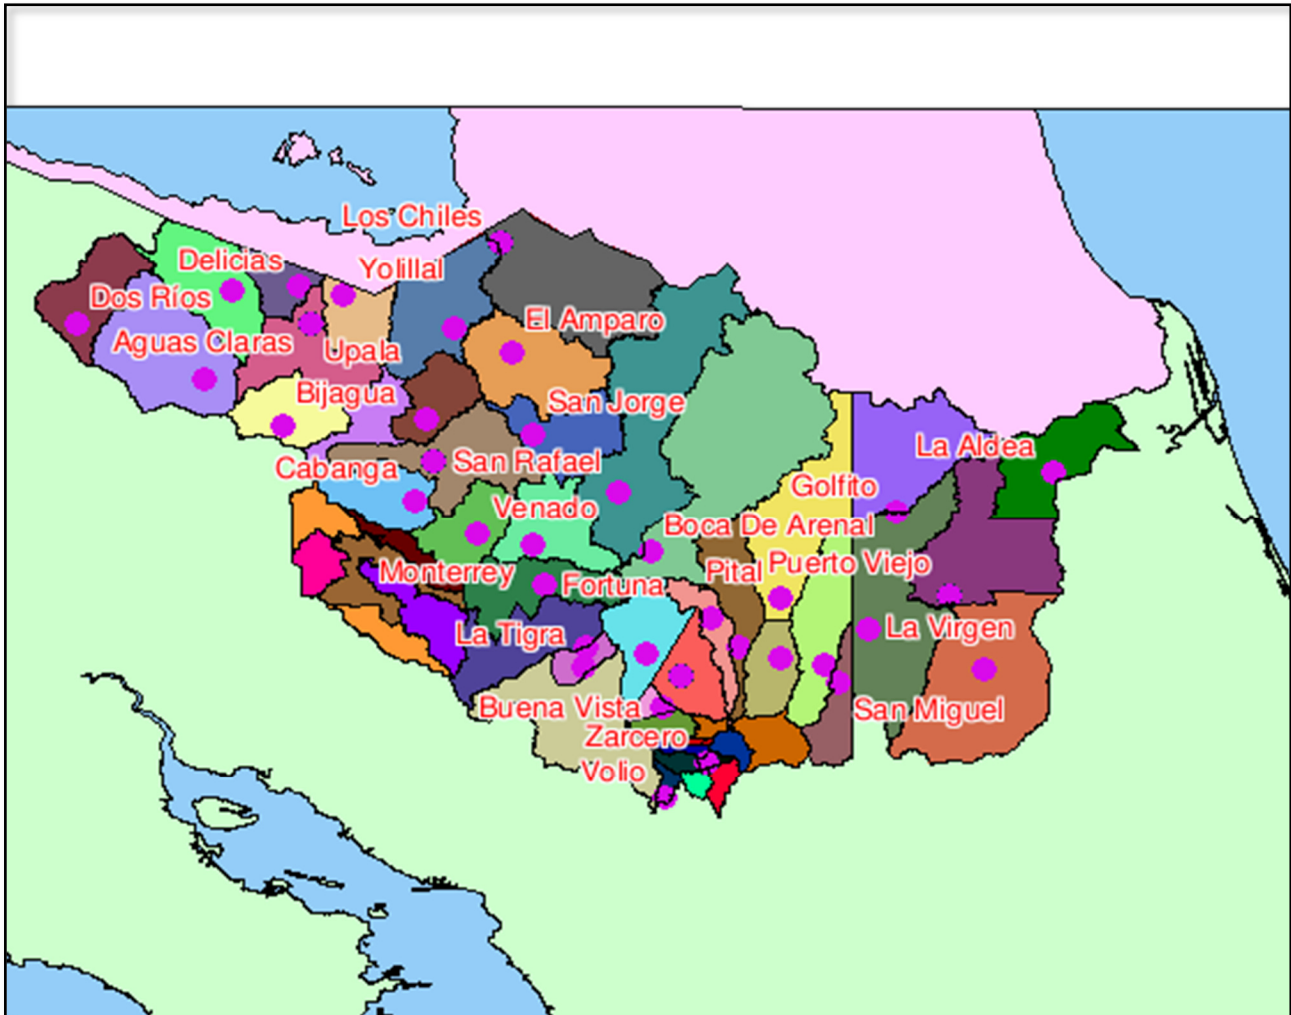 Los Chiles
Delicias
Yolillal
Dos Ríos
El Amparo
Aguas Claras
Upala
Bijagua
San Jorge
La Aldea
Cabanga
San Rafael
Golfito
Venado
Boca De Arenal
Monterrey
Fortuna
Pital
Puerto Viejo
La Tigra
La Virgen
Buena Vista
San Miguel
Zarcero
Volio